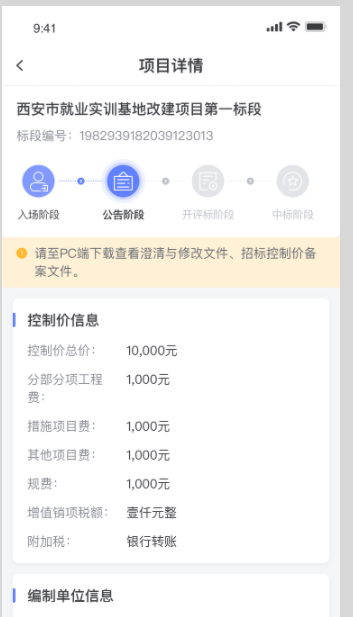 9:41
项目详情
西安市就业实训基地改建项目第一标段
标段编号：1982939182039123013
入场阶段 公告阶段 开评标阶段 中标阶段
请至PC端下载查看澄清与修改文件、招标控制价备
案文件。
控制价信息
控制价总价： 10,000元
分部分项工程 1,000元
费：
措施项目费： 1,000元
其他项目费： 1,000元
规费： 1,000元
增值销项税额： 壹仟元整
附加税： 银行转账
编制单位信息